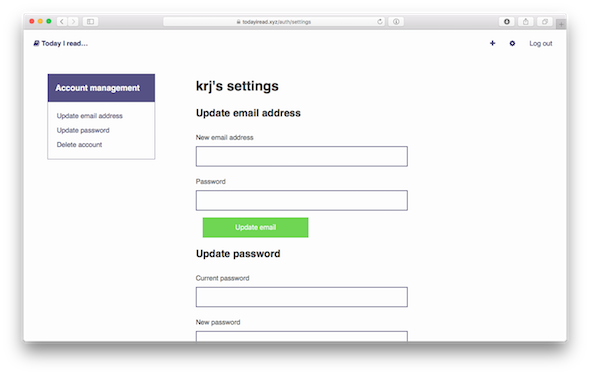 todayiread.xyz/auth/settings
Today I read...
Log out
Account management
Update email address
Update password
Delete account
krj's settings
Update email address
New email address
Password
Update email
Update password
Current password
New password